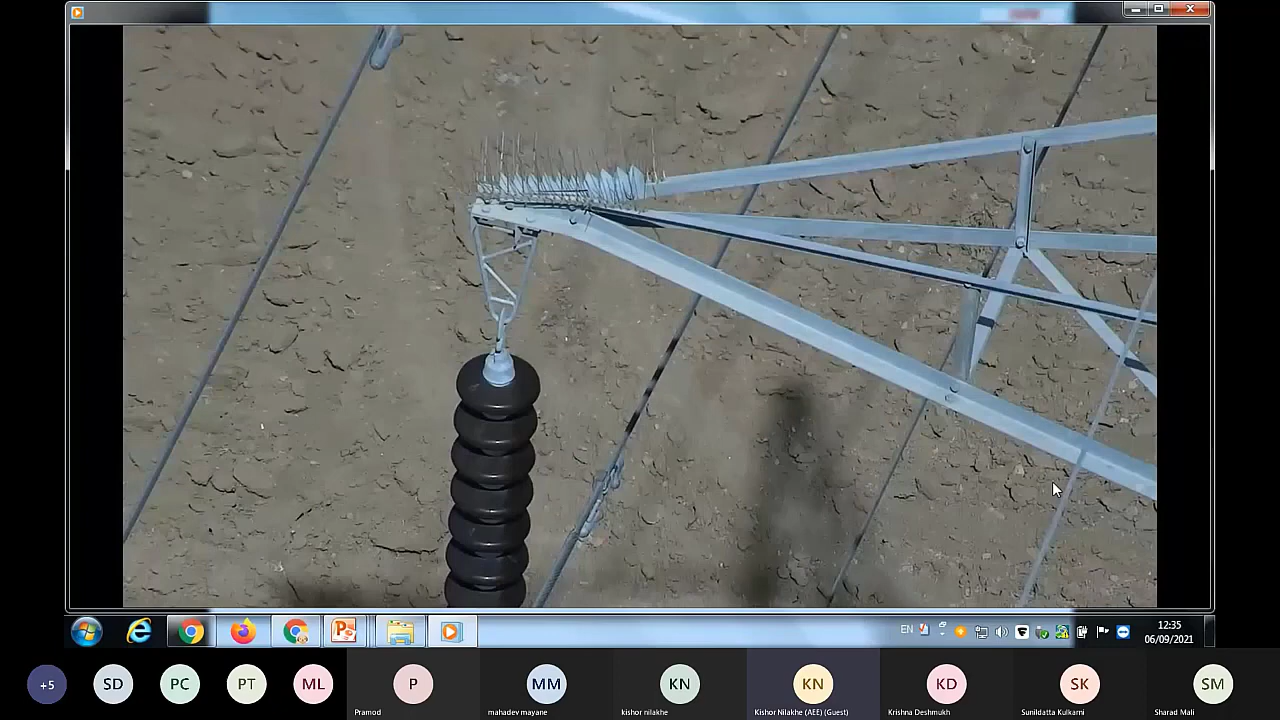 EN
12:35
06/09/2021
+5
SD
PC
PT
ML
P
Pramod
MM
mahadev mayane
KN
kishor nilakhe
KN
Kishor Nilakhe (AEE) (Guest)
KD
Krishna Deshmukh
SK
Sunildatta Kulkarni
SM
Sharad Mali